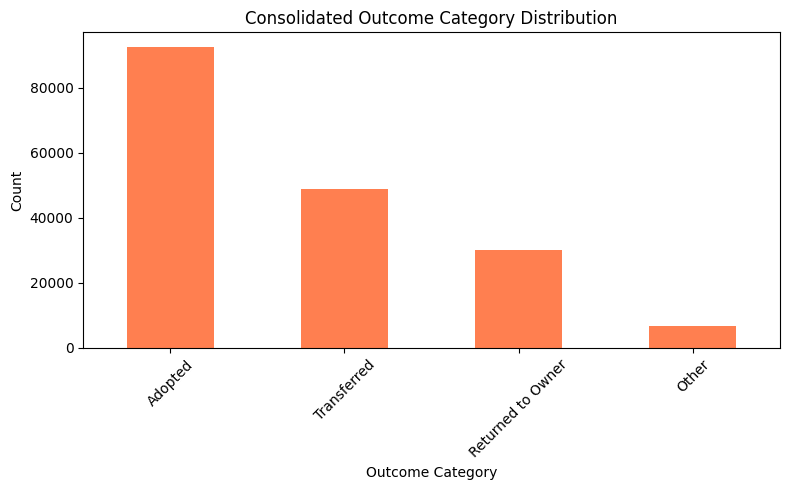 Consolidated Outcome Category Distribution
Count
80000
60000
40000
20000
0
Adopted
Transferred
Returned to Owner
Other
Outcome Category